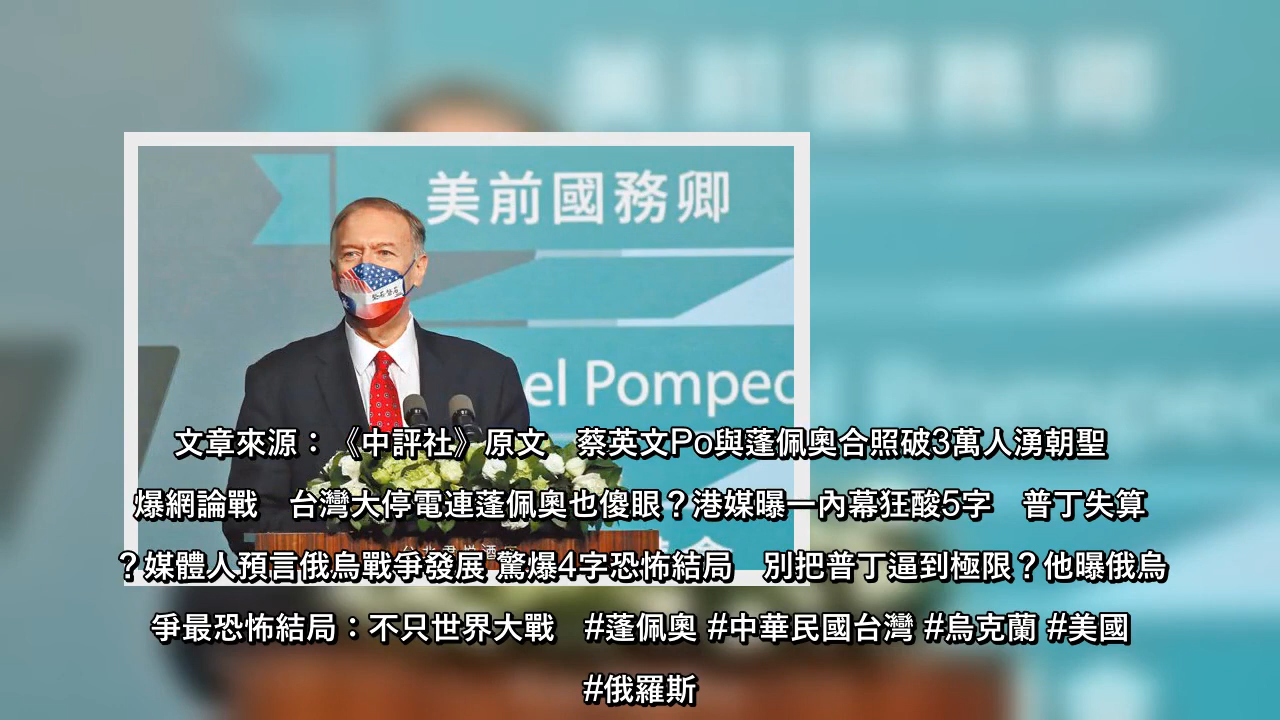 美前國務卿
el Pompeo
文章來源：《中評社》原文　蔡英文Po與蓬佩奧合照破3萬人湧朝聖
爆網論戰　台灣大停電連蓬佩奧也傻眼？港媒曝一內幕狂酸5字　普丁失算
？媒體人預言俄烏戰爭發展 驚爆4字恐怖結局　別把普丁逼到極限？他曝俄烏
爭最恐怖結局：不只世界大戰　#蓬佩奧 #中華民國台灣 #烏克蘭 #美國
#俄羅斯